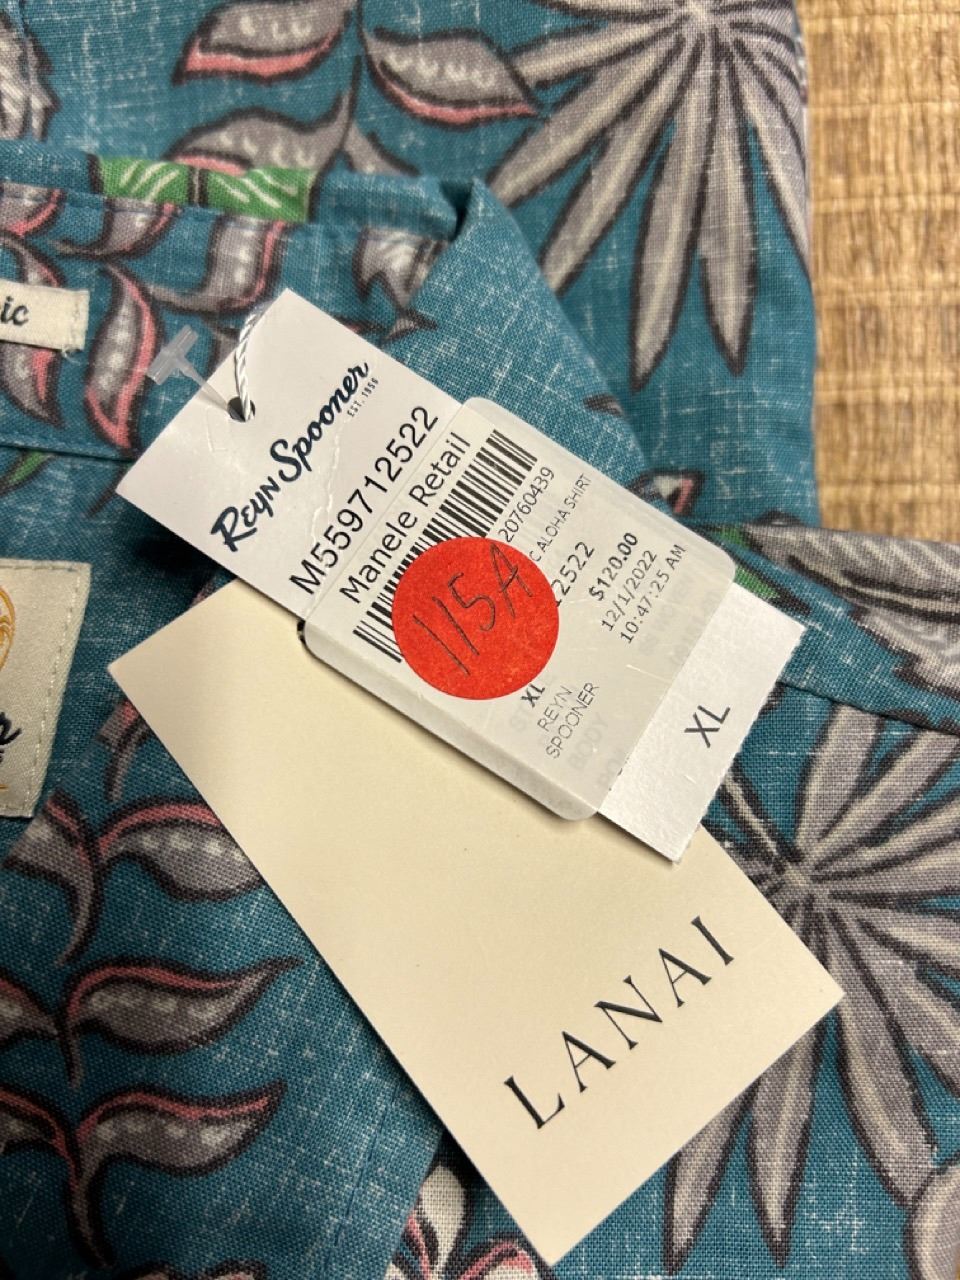 ic
REYN SPOONER
EST. 1956
M559712522
Manele Retail
20760439
C ALOHA SHIRT
2522
$120.00
12/1/2022
10:47:25 AM
115A
XL
REYN
SPOONER
BODY
XL
LANAI